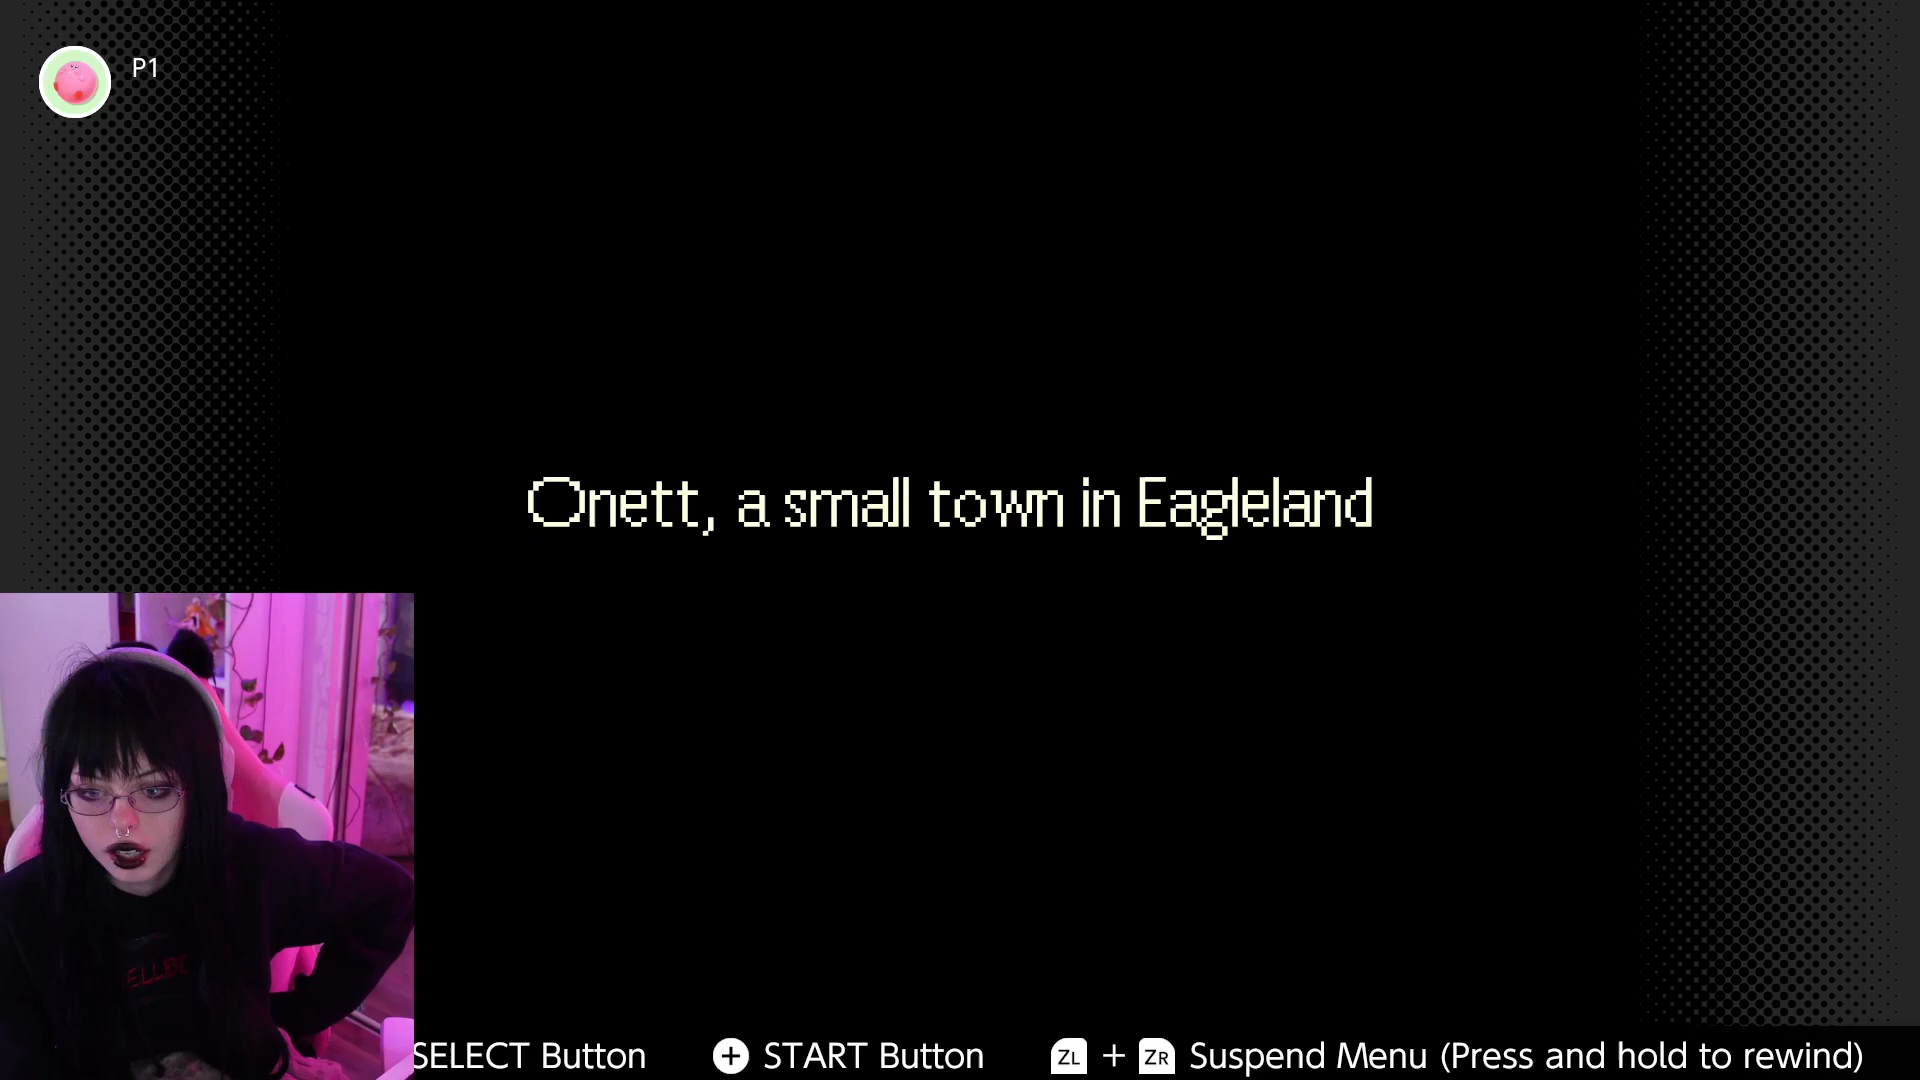 P1
Onett, a small town in Eagleland
SELECT Button
+ START Button
ZL + ZR Suspend Menu (Press and hold to rewind)